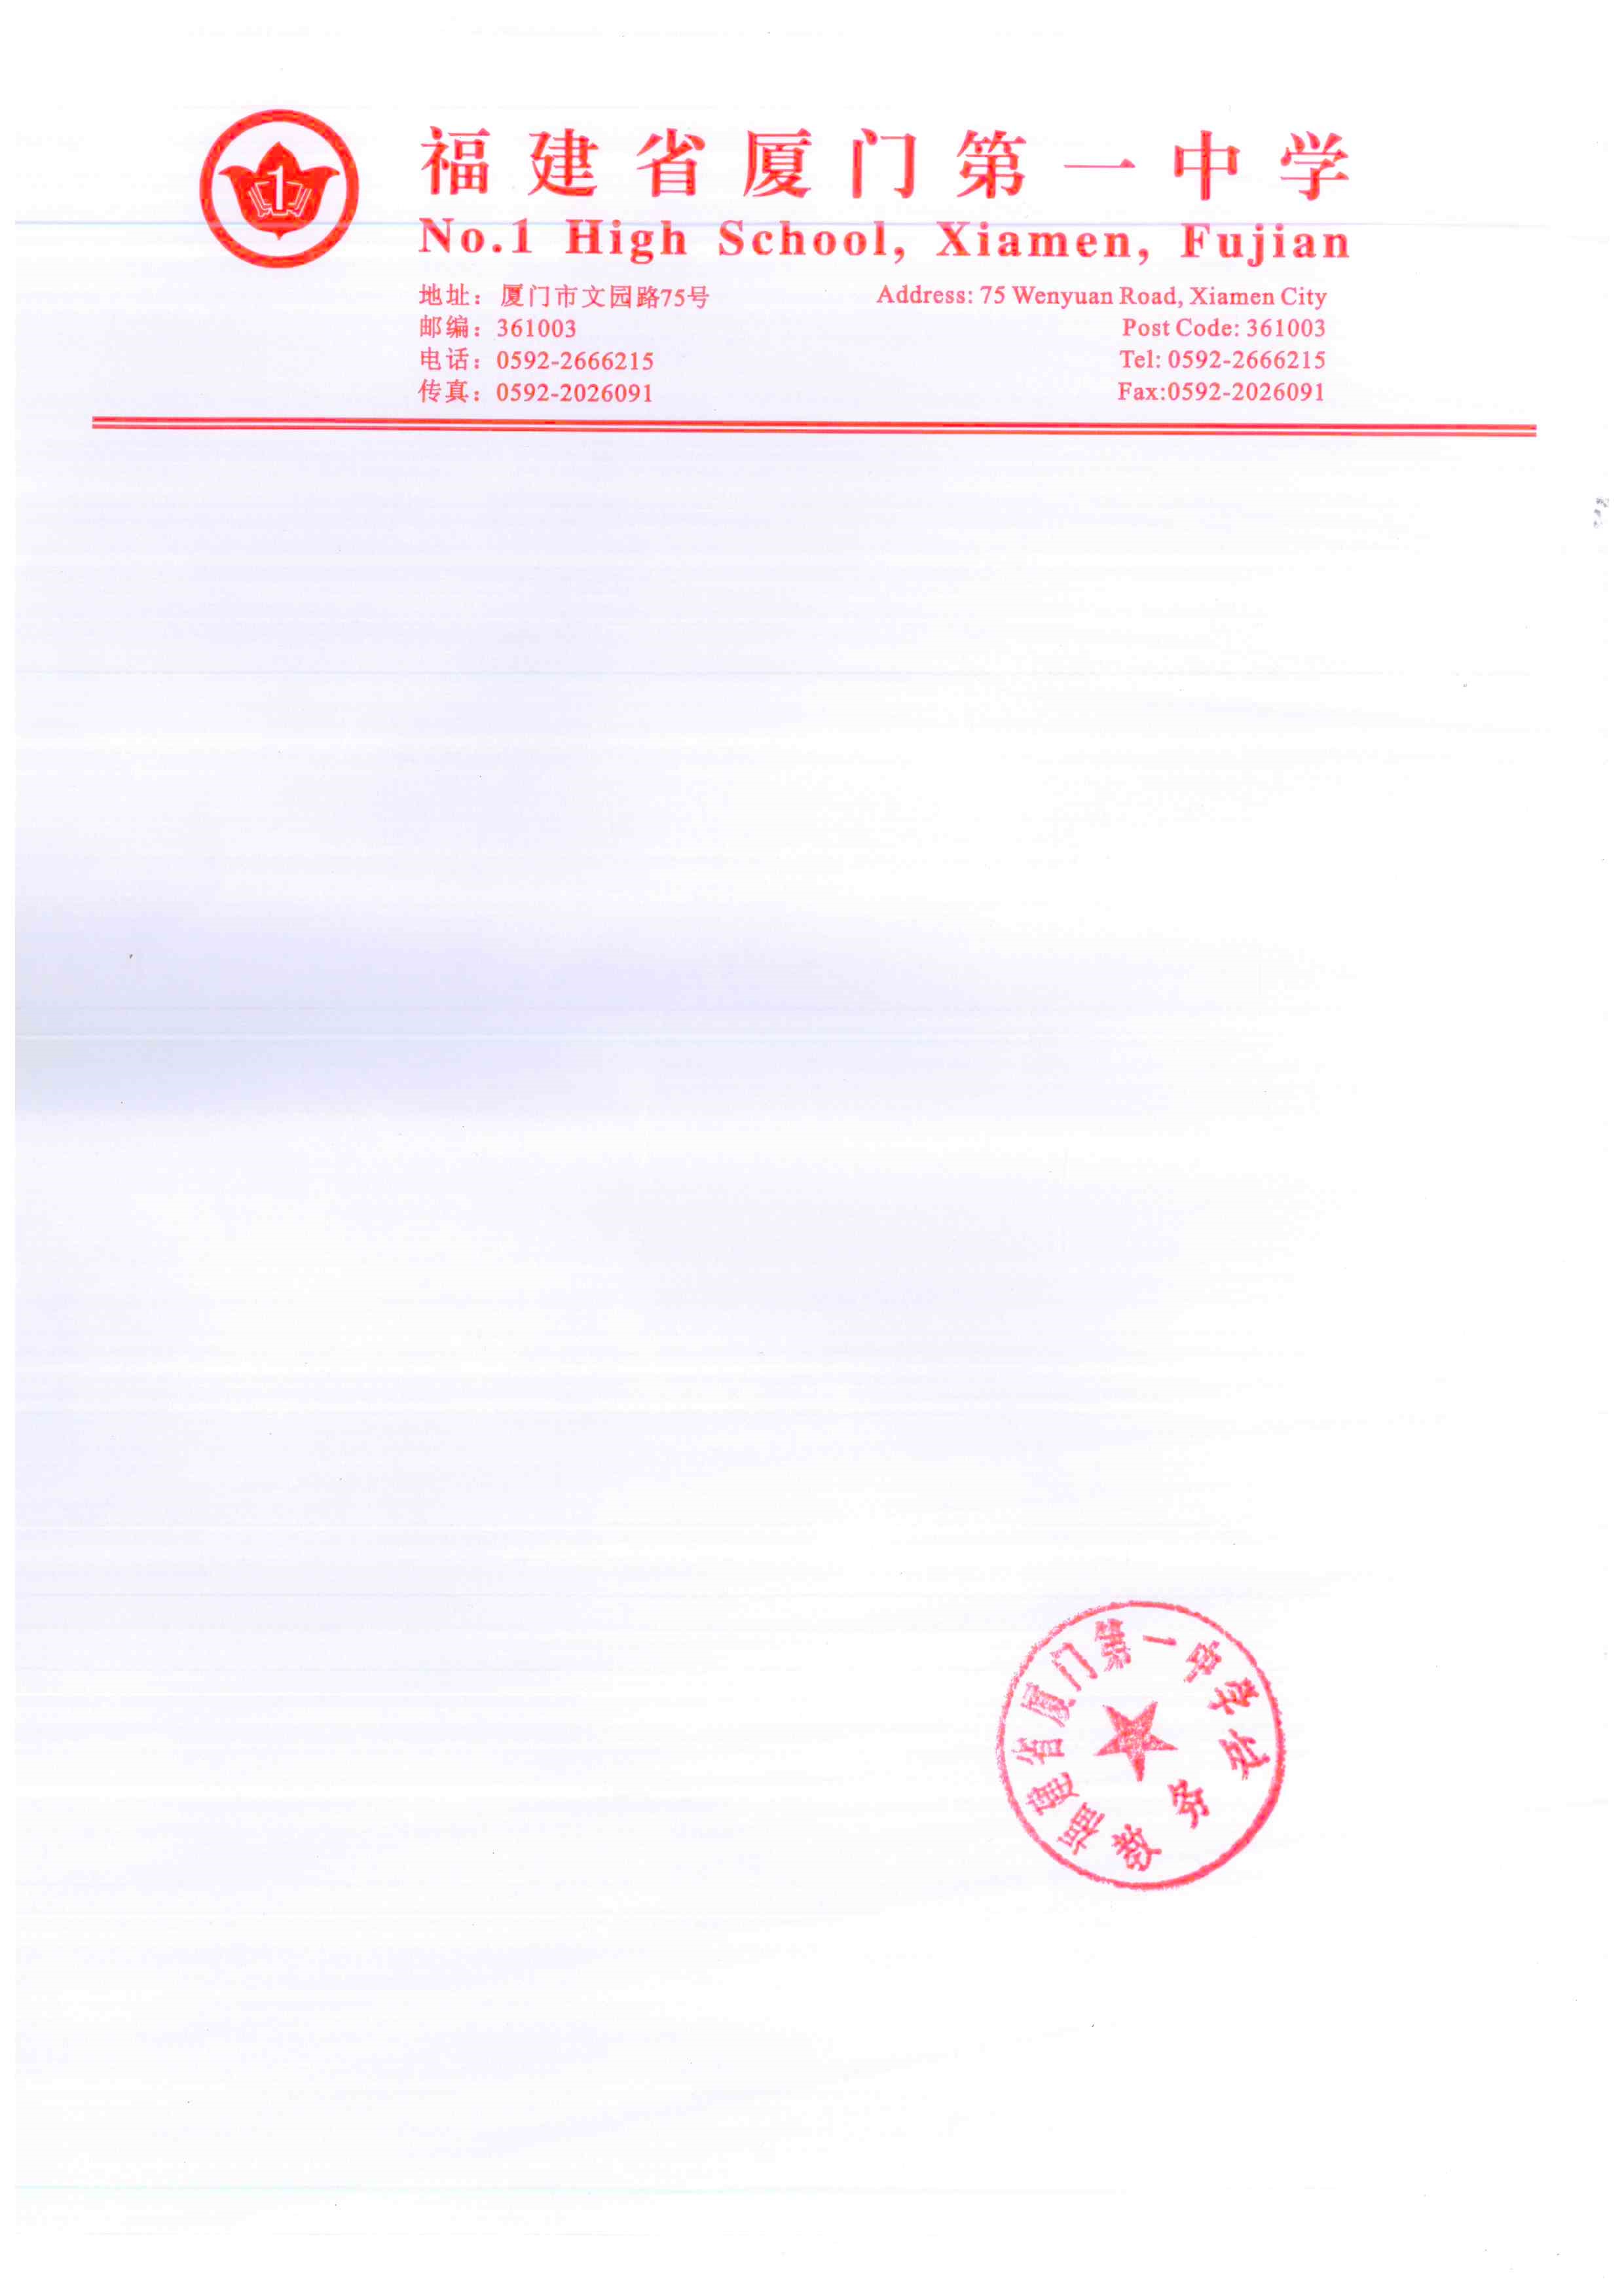 1
福建省厦门第一中学
No.1 High School, Xiamen, Fujian
地址：厦门市文园路75号
Address: 75 Wenyuan Road, Xiamen City
邮编：361003
Post Code: 361003
电话：0592-2666215
Tel: 0592-2666215
传真：0592-2026091
Fax:0592-2026091
福建省厦门第一中学
教务处